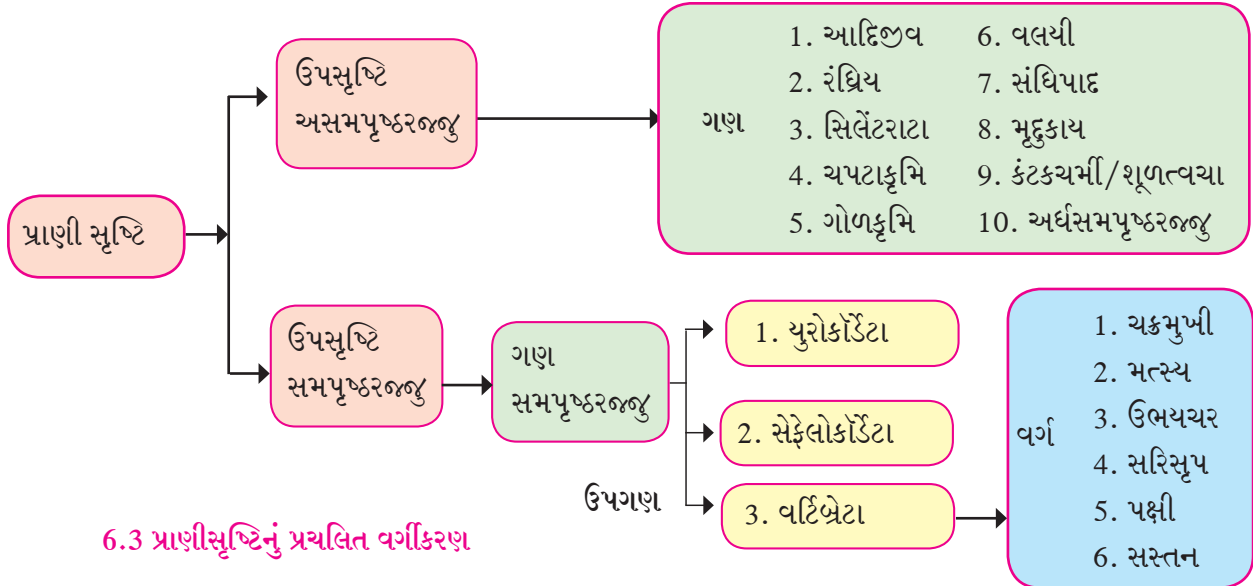 પ્રાણી સૃષ્ટિ
ઉપસૃષ્ટિ
અસમપૃષ્ઠરજ્જુ
ગણ
1. આદિજીવ
2. રંધ્રિય
3. સિલેંટરાટા
4. ચપટાકૃમિ
5. ગોળકૃમિ
6. વલયી
7. સંધિપાદ
8. મૃદુકાય
9. કંટકચર્મી/શૂળત્વચા
10. અર્ધસમપૃષ્ઠરજ્જુ
ઉપસૃષ્ટિ
સમપૃષ્ઠરજ્જુ
ગણ
સમપૃષ્ઠરજ્જુ
ઉપગણ
1. યુરોકૉર્ડેટા
2. સેફેલોકૉર્ડેટા
3. વર્ટિબ્રેટા
વર્ગ
1. ચક્રમુખી
2. મત્સ્ય
3. ઉભયચર
4. સરિસૃપ
5. પક્ષી
6. સસ્તન
6.3 પ્રાણીસૃષ્ટિનું પ્રચલિત વર્ગીકરણ